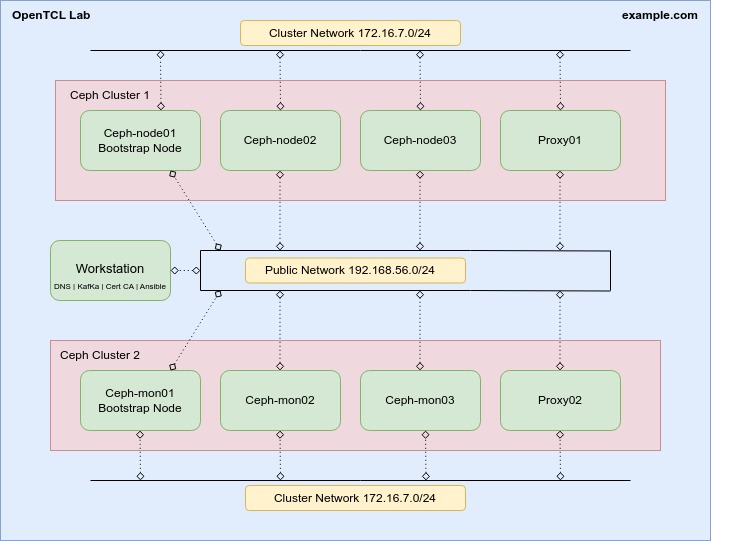 OpenTCL Lab
example.com
Cluster Network 172.16.7.0/24
Ceph Cluster 1
Ceph-node01
Bootstrap Node
Ceph-node02
Ceph-node03
Proxy01
Workstation
DNS | KafKa | Cert CA | Ansible
Public Network 192.168.56.0/24
Ceph Cluster 2
Ceph-mon01
Bootstrap Node
Ceph-mon02
Ceph-mon03
Proxy02
Cluster Network 172.16.7.0/24